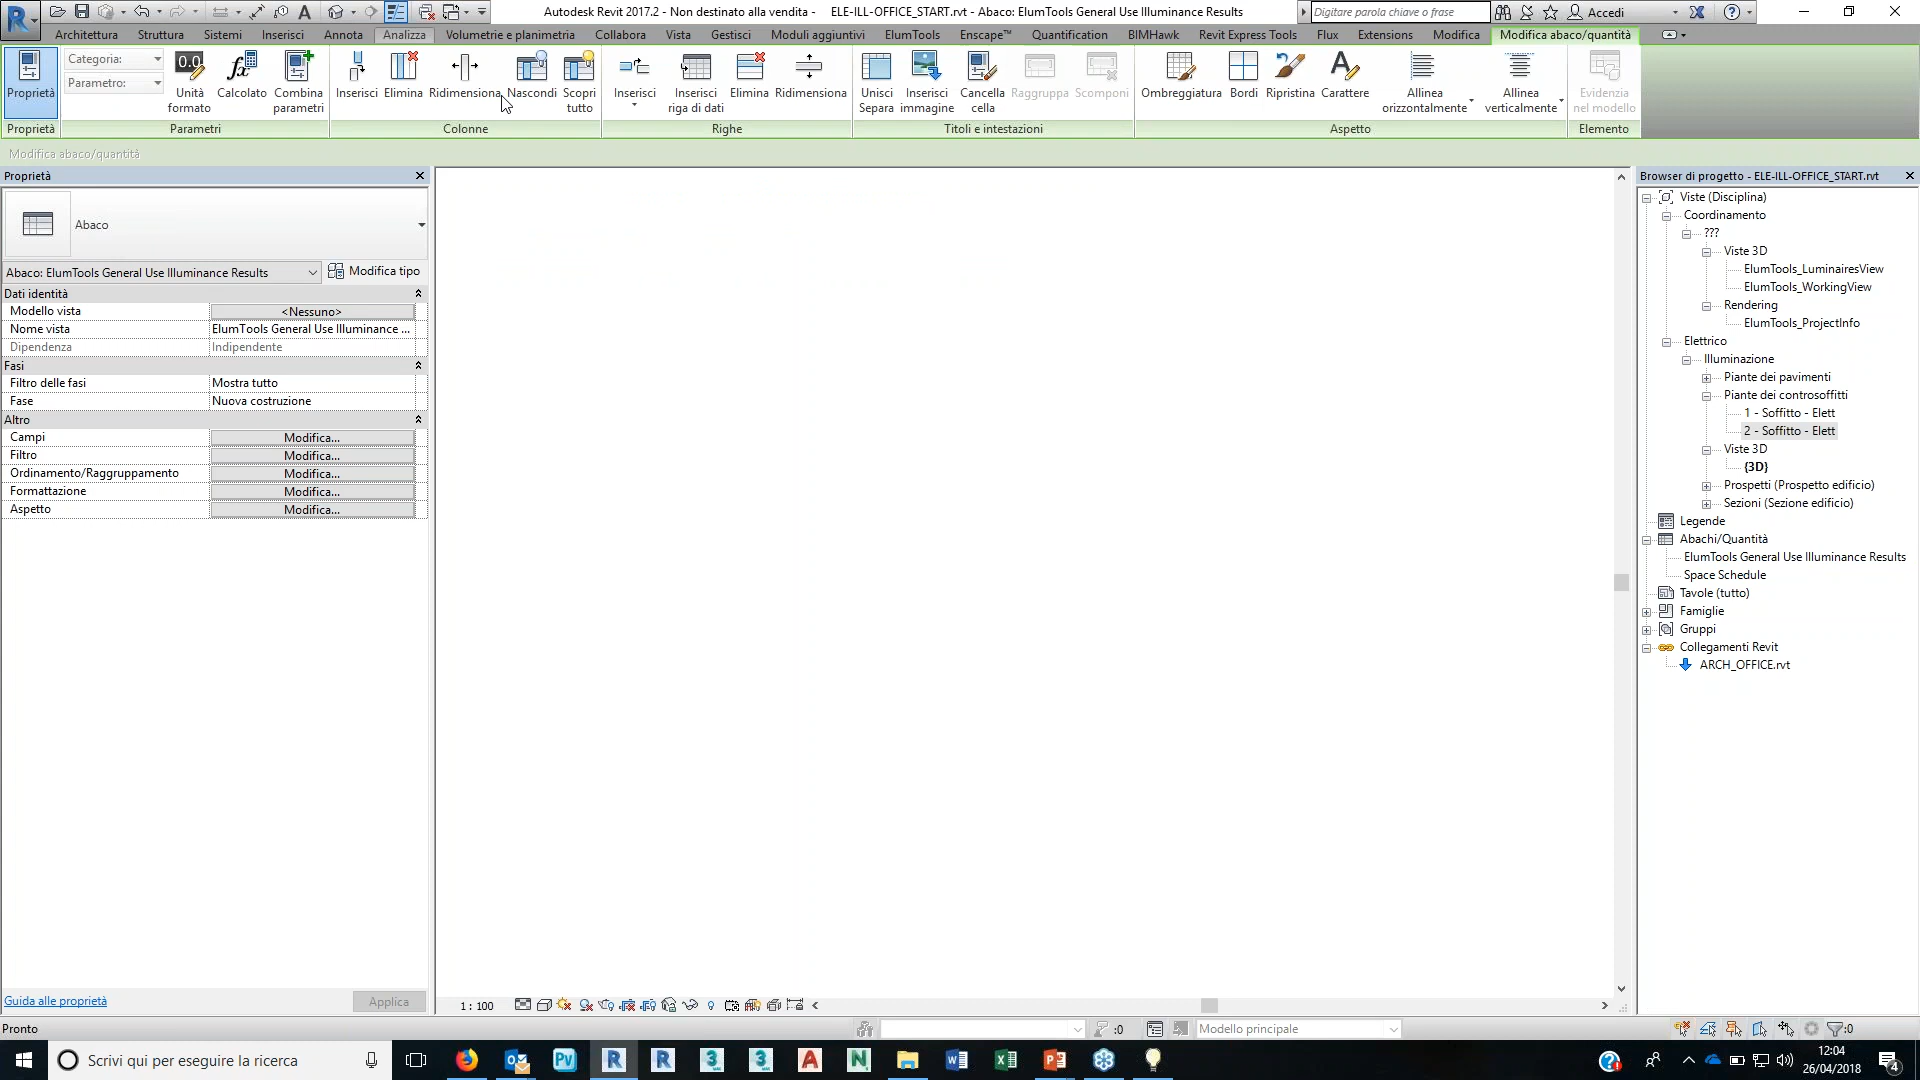 Autodesk Revit 2017.2 - Non destinato alla vendita - ELE-ILL-OFFICE_START.rvt - Abaco: ElumTools General Use Illuminance Results
Digitare parola chiave o frase
Accedi
Architettura Struttura Sistemi Inserisci Annota Analizza Volumetrie e planimetria Collabora Vista Gestisci Moduli aggiuntivi ElumTools Enscape™ Quantification BIMHawk Revit Express Tools Flux Extensions Modifica Modifica abaco/quantità
Proprietà
Categoria:
Parametro:
0.0
Unità formato
Calcolato
Combina parametri
Inserisci
Elimina
Ridimensiona
Nascondi
Scopri tutto
Inserisci
Inserisci riga di dati
Elimina
Ridimensiona
Unisci Separa
Inserisci immagine
Cancella cella
Raggruppa
Scomponi
Ombreggiatura
Bordi
Ripristina
Carattere
Allinea orizzontalmente
Allinea verticalmente
Evidenzia nel modello
Proprietà Parametri Colonne Righe Titoli e intestazioni Aspetto Elemento
Modifica abaco/quantità
Proprietà
Abaco
Abaco: ElumTools General Use Illuminance Results
Modifica tipo
Dati identità
Modello vista <Nessuno>
Nome vista ElumTools General Use Illuminance ...
Dipendenza Indipendente
Fasi
Filtro delle fasi Mostra tutto
Fase Nuova costruzione
Altro
Campi Modifica...
Filtro Modifica...
Ordinamento/Raggruppamento Modifica...
Formattazione Modifica...
Aspetto Modifica...
Guida alle proprietà
Applica
Browser di progetto - ELE-ILL-OFFICE_START.rvt
Viste (Disciplina)
Coordinamento
???
Viste 3D
ElumTools_LuminairesView
ElumTools_WorkingView
Rendering
ElumTools_ProjectInfo
Elettrico
Illuminazione
Piante dei pavimenti
Piante dei controsoffitti
1 - Soffitto - Elett
2 - Soffitto - Elett
Viste 3D
{3D}
Prospetti (Prospetto edificio)
Sezioni (Sezione edificio)
Legende
Abachi/Quantità
ElumTools General Use Illuminance Results
Space Schedule
Tavole (tutto)
Famiglie
Gruppi
Collegamenti Revit
ARCH_OFFICE.rvt
1 : 100
Pronto
:0
Modello principale
:0
Scrivi qui per eseguire la ricerca
12:04
26/04/2018
4